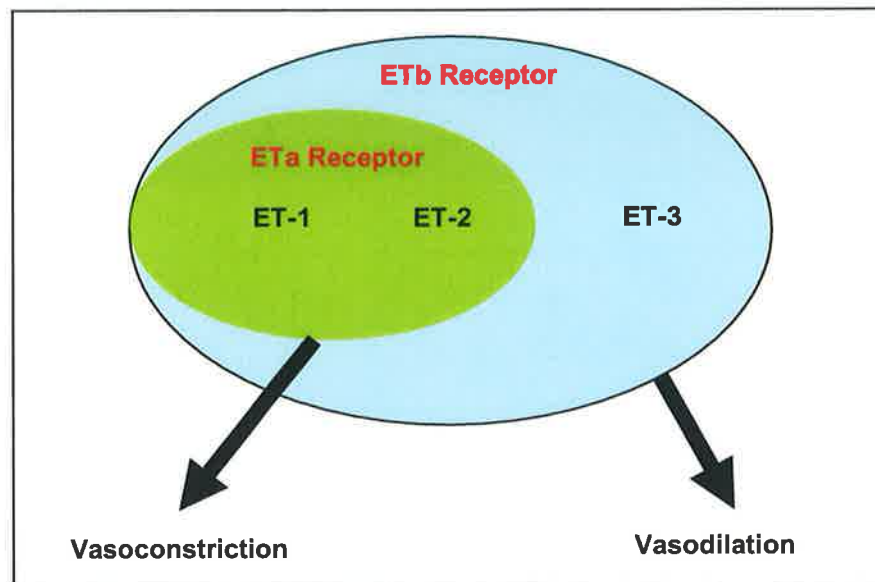 ETb Receptor
ETa Receptor
ET-1 ET-2 ET-3
Vasoconstriction
Vasodilation